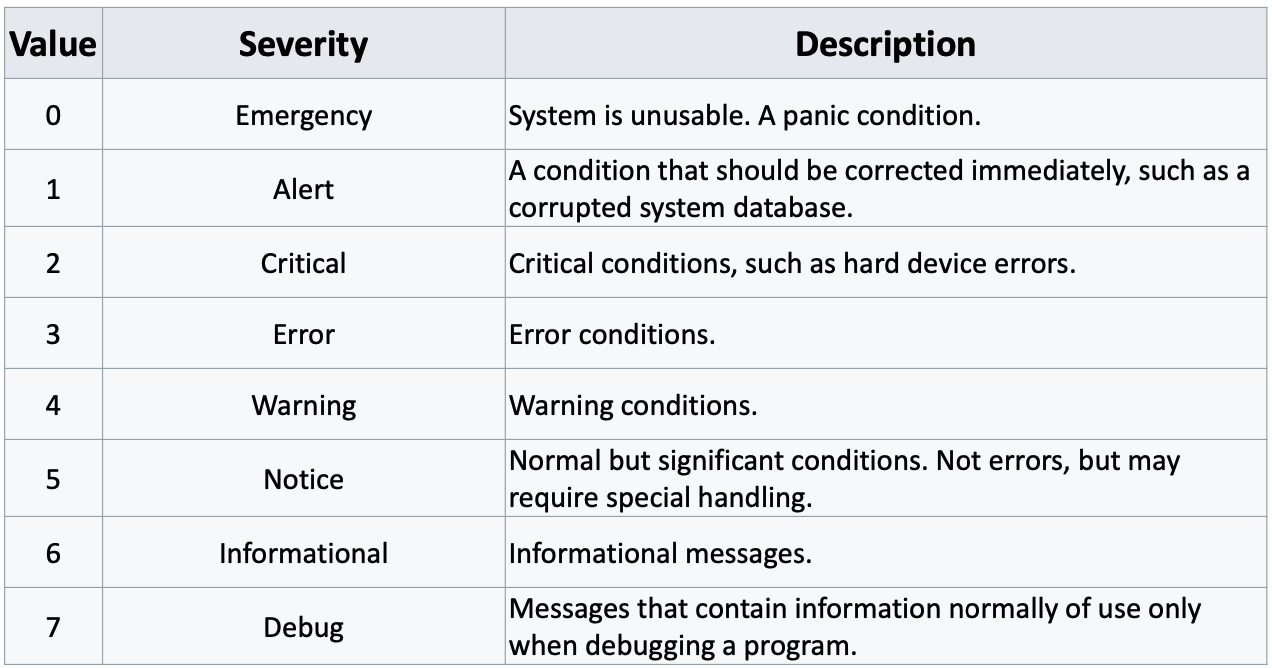 Value Severity Description
0 Emergency System is unusable. A panic condition.
1 Alert A condition that should be corrected immediately, such as a
corrupted system database.
2 Critical Critical conditions, such as hard device errors.
3 Error Error conditions.
4 Warning Warning conditions.
5 Notice Normal but significant conditions. Not errors, but may
require special handling.
6 Informational Informational messages.
7 Debug Messages that contain information normally of use only
when debugging a program.